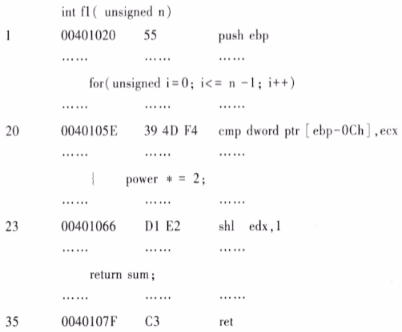 int f1( unsigned n)
1 00401020 55 push ebp
…… …… ……
for( unsigned i=0; i<= n -1; i++)
…… …… ……
20 0040105E 39 4D F4 cmp dword ptr [ebp-0Ch],ecx
…… …… ……
{ power * = 2;
…… …… ……
23 00401066 D1 E2 shl edx,1
…… …… ……
return sum;
…… …… ……
35 0040107F C3 ret